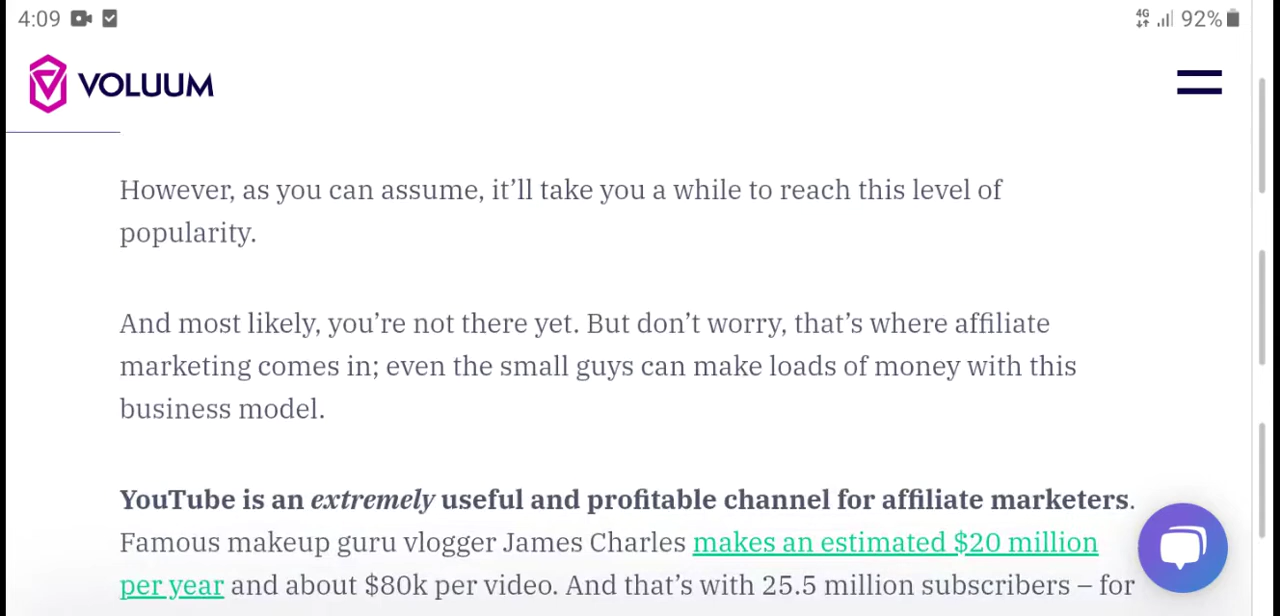 4:09
4G 92%
VOLUUM
However, as you can assume, it’ll take you a while to reach this level of
popularity.
And most likely, you’re not there yet. But don’t worry, that’s where affiliate
marketing comes in; even the small guys can make loads of money with this
business model.
YouTube is an extremely useful and profitable channel for affiliate marketers.
Famous makeup guru vlogger James Charles makes an estimated $20 million
per year and about $80k per video. And that’s with 25.5 million subscribers – for